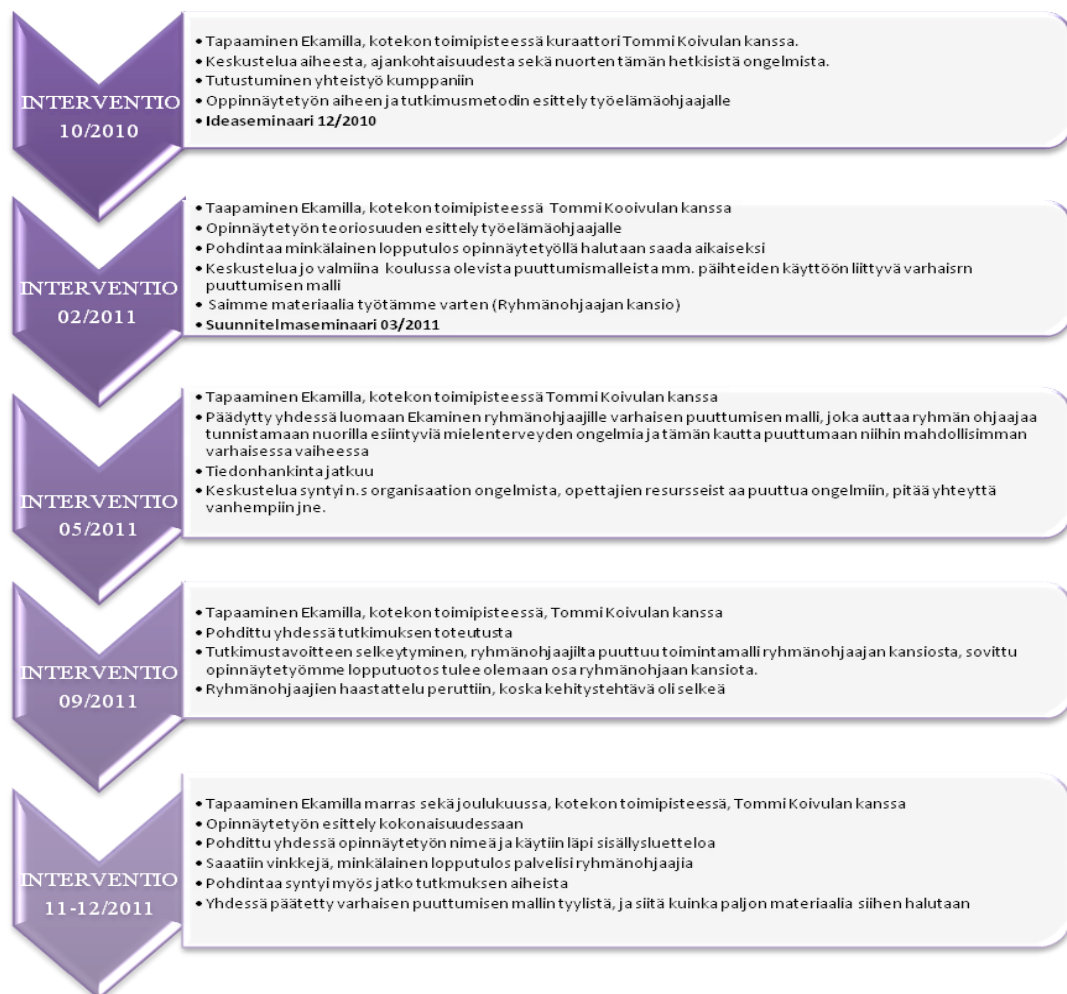 INTERVENTIO
10/2010
• Tapaaminen Ekamilla, kotekon toimipisteessä kuraattori Tommi Koivulan kanssa.
• Keskustelua aiheesta, ajankohtaisuudesta sekä nuorten tämän hetkisistä ongelmista.
• Tutustuminen yhteistyö kumppaniin
• Oppinnäytetyön aiheen ja tutkimusmetodin esittely työelämäohjaajalle
• Ideaseminaari 12/2010
INTERVENTIO
02/2011
• Taapaminen Ekamilla, kotekon toimipisteessä Tommi Kooivulan kanssa
• Opinnäytetyön teoriosuuden esittely työelämäohjaajalle
• Pohdintaa minkälainen lopputulos opinnäytetyöllä halutaan saada aikaiseksi
• Keskustelua jo valmiina koulussa olevista puuttumismalleista mm. päihteiden käyttöön liittyvä varhaisrn
puuttumisen malli
• Saimme materiaalia työtämme varten (Ryhmänohjaajan kansio)
• Suunnitelmaseminaari 03/2011
INTERVENTIO
05/2011
• Tapaaminen Ekamilla, kotekon toimipisteessä Tommi Koivulan kanssa
• Päädytty yhdessä luomaan Ekaminen ryhmänohjaajille varhaisen puuttumisen malli, joka auttaa ryhmän ohjaajaa
tunnistamaan nuorilla esiintyviä mielenterveyden ongelmia ja tämän kautta puuttumaan niihin mahdollisimman
varhaisessa vaiheessa
• Tiedonhankinta jatkuu
• Keskustelua syntyi n.s organisaation ongelmista, opettajien resursseist aa puuttua ongelmiin, pitää yhteyttä
vanhempiin jne.
INTERVENTIO
09/2011
• Tapaaminen Ekamilla, kotekon toimipisteessä, Tommi Koivulan kanssa
• Pohdittu yhdessä tutkimuksen toteutusta
• Tutkimustavoitteen selkeytyminen, ryhmänohjaajilta puuttuu toimintamalli ryhmänohjaajan kansiosta, sovittu
opinnäytetyömme lopputuotos tulee olemaan osa ryhmänohjaan kansiota.
• Ryhmänohjaajien haastattelu peruttiin, koska kehitystehtävä oli selkeä
INTERVENTIO
11-12/2011
• Tapaaminen Ekamilla marras sekä joulukuussa, kotekon toimipisteessä, Tommi Koivulan kanssa
• Opinnäytetyön esittely kokonaisuudessaan
• Pohdittu yhdessä opinnäytetyön nimeä ja käytiin läpi sisällysluetteloa
• Saaatiin vinkkejä, minkälainen lopputulos palvelisi ryhmänohjaajia
• Pohdintaa syntyi myös jatko tutkmuksen aiheista
• Yhdessä päätetty varhaisen puuttumisen mallin tyylistä, ja siitä kuinka paljon materiaalia siihen halutaan